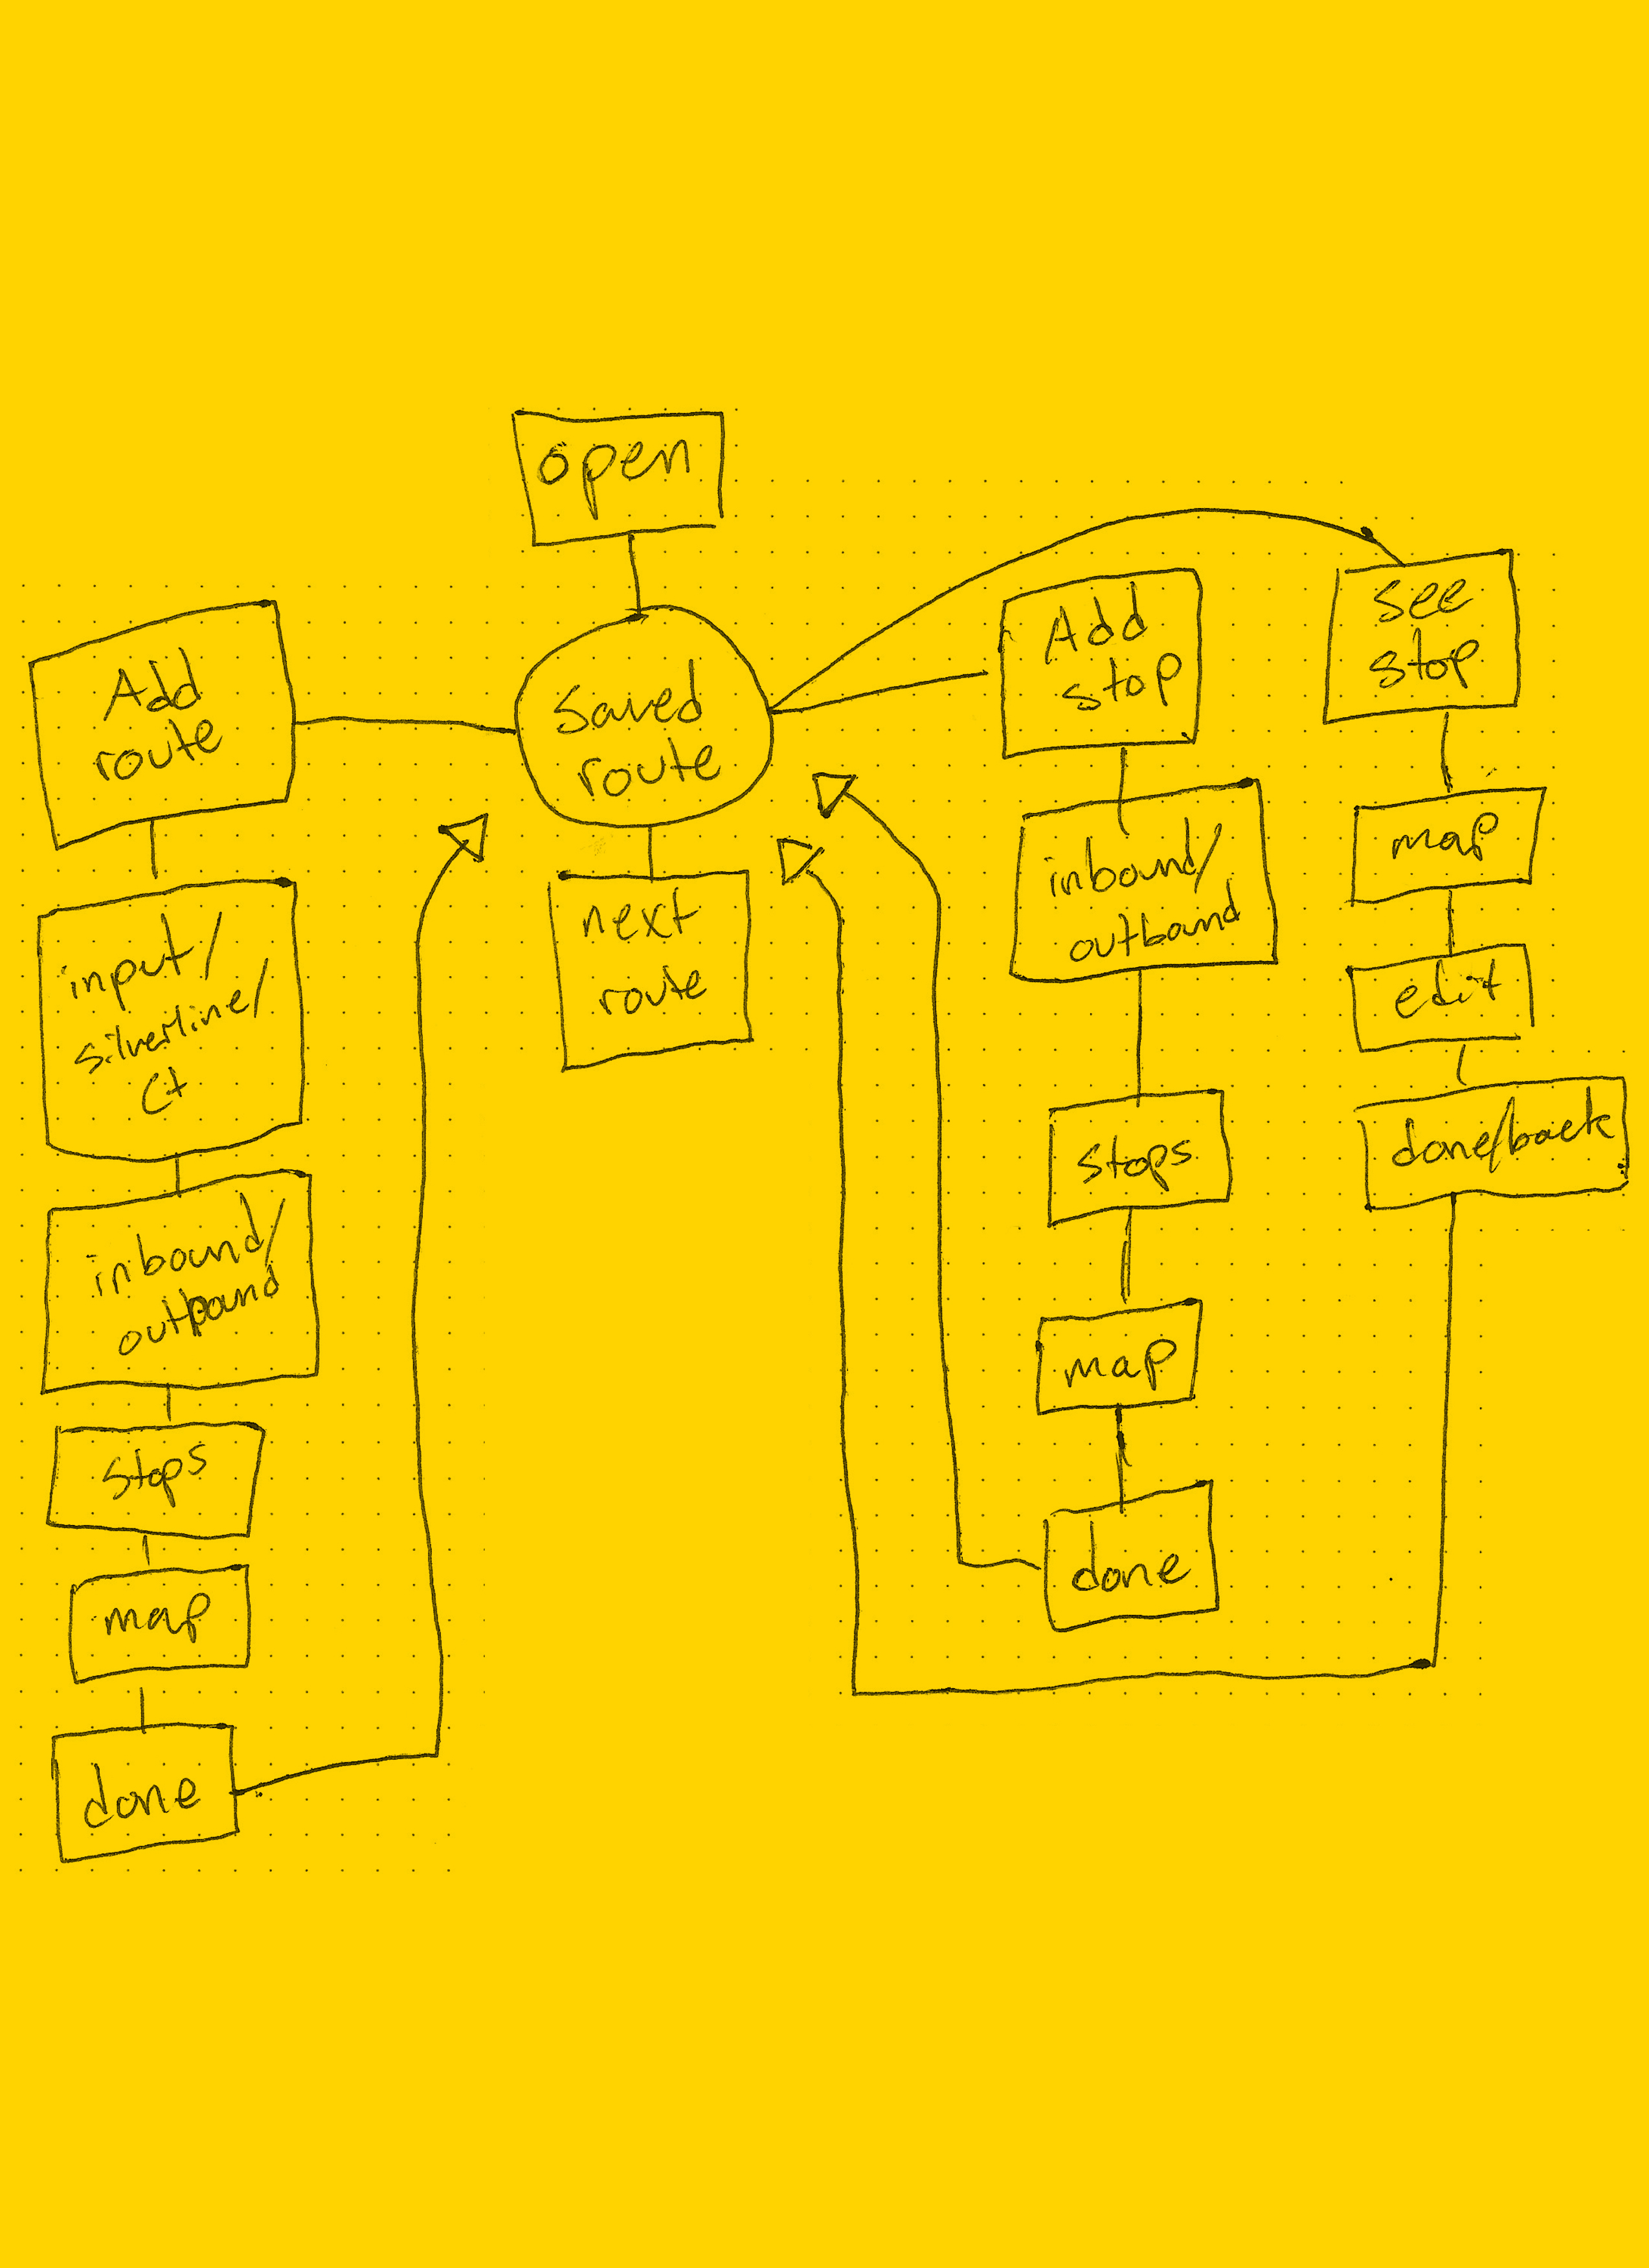 open
Saved
route
next
route
Add
route
input/
silverline/
Ct
inbound/
outbound
stops
map
done
Add
stop
inbound/
outbound
stops
map
done
see
stop
map
edit
done/back